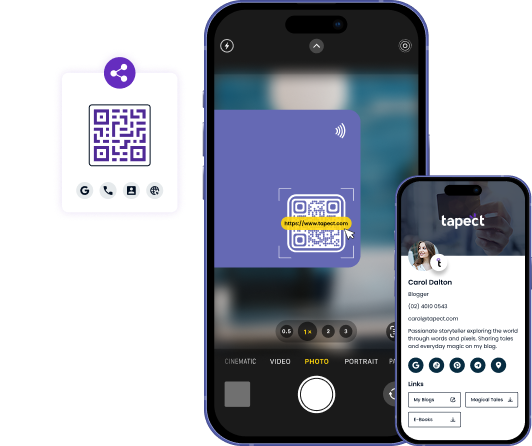 https://www.tapect.com
0.5
1×
2
3
CINEMATIC
VIDEO
PHOTO
PORTRAIT
PA
tapect
t
Carol Dalton
Blogger
(02) 4010 0543
carol@tapect.com
Passionate storyteller exploring the world
through words and pixels. Sharing tales
and everyday magic on my blog.
G
G
Links
My Blogs
Magical Tales
E-Books